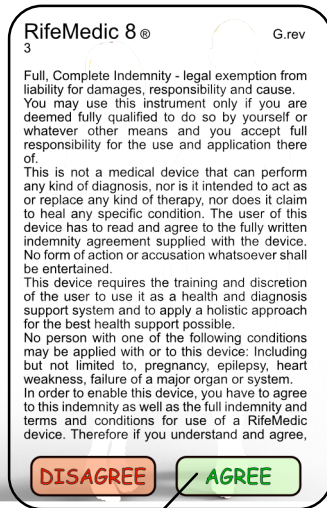 RifeMedic 8 ® G.rev
3
Full, Complete Indemnity - legal exemption from
liability for damages, responsibility and cause.
You may use this instrument only if you are
deemed fully qualified to do so by yourself or
whatever other means and you accept full
responsibility for the use and application there
of.
This is not a medical device that can perform
any kind of diagnosis, nor is it intended to act as
or replace any kind of therapy, nor does it claim
to heal any specific condition. The user of this
device has to read and agree to the fully written
indemnity agreement supplied with the device.
No form of action or accusation whatsoever shall
be entertained.
This device requires the training and discretion
of the user to use it as a health and diagnosis
support system and to apply a holistic approach
for the best health support possible.
No person with one of the following conditions
may be applied with or to this device: Including
but not limited to, pregnancy, epilepsy, heart
weakness, failure of a major organ or system.
In order to enable this device, you have to agree
to this indemnity as well as the full indemnity and
terms and conditions for use of a RifeMedic
device. Therefore if you understand and agree,
DISAGREE AGREE